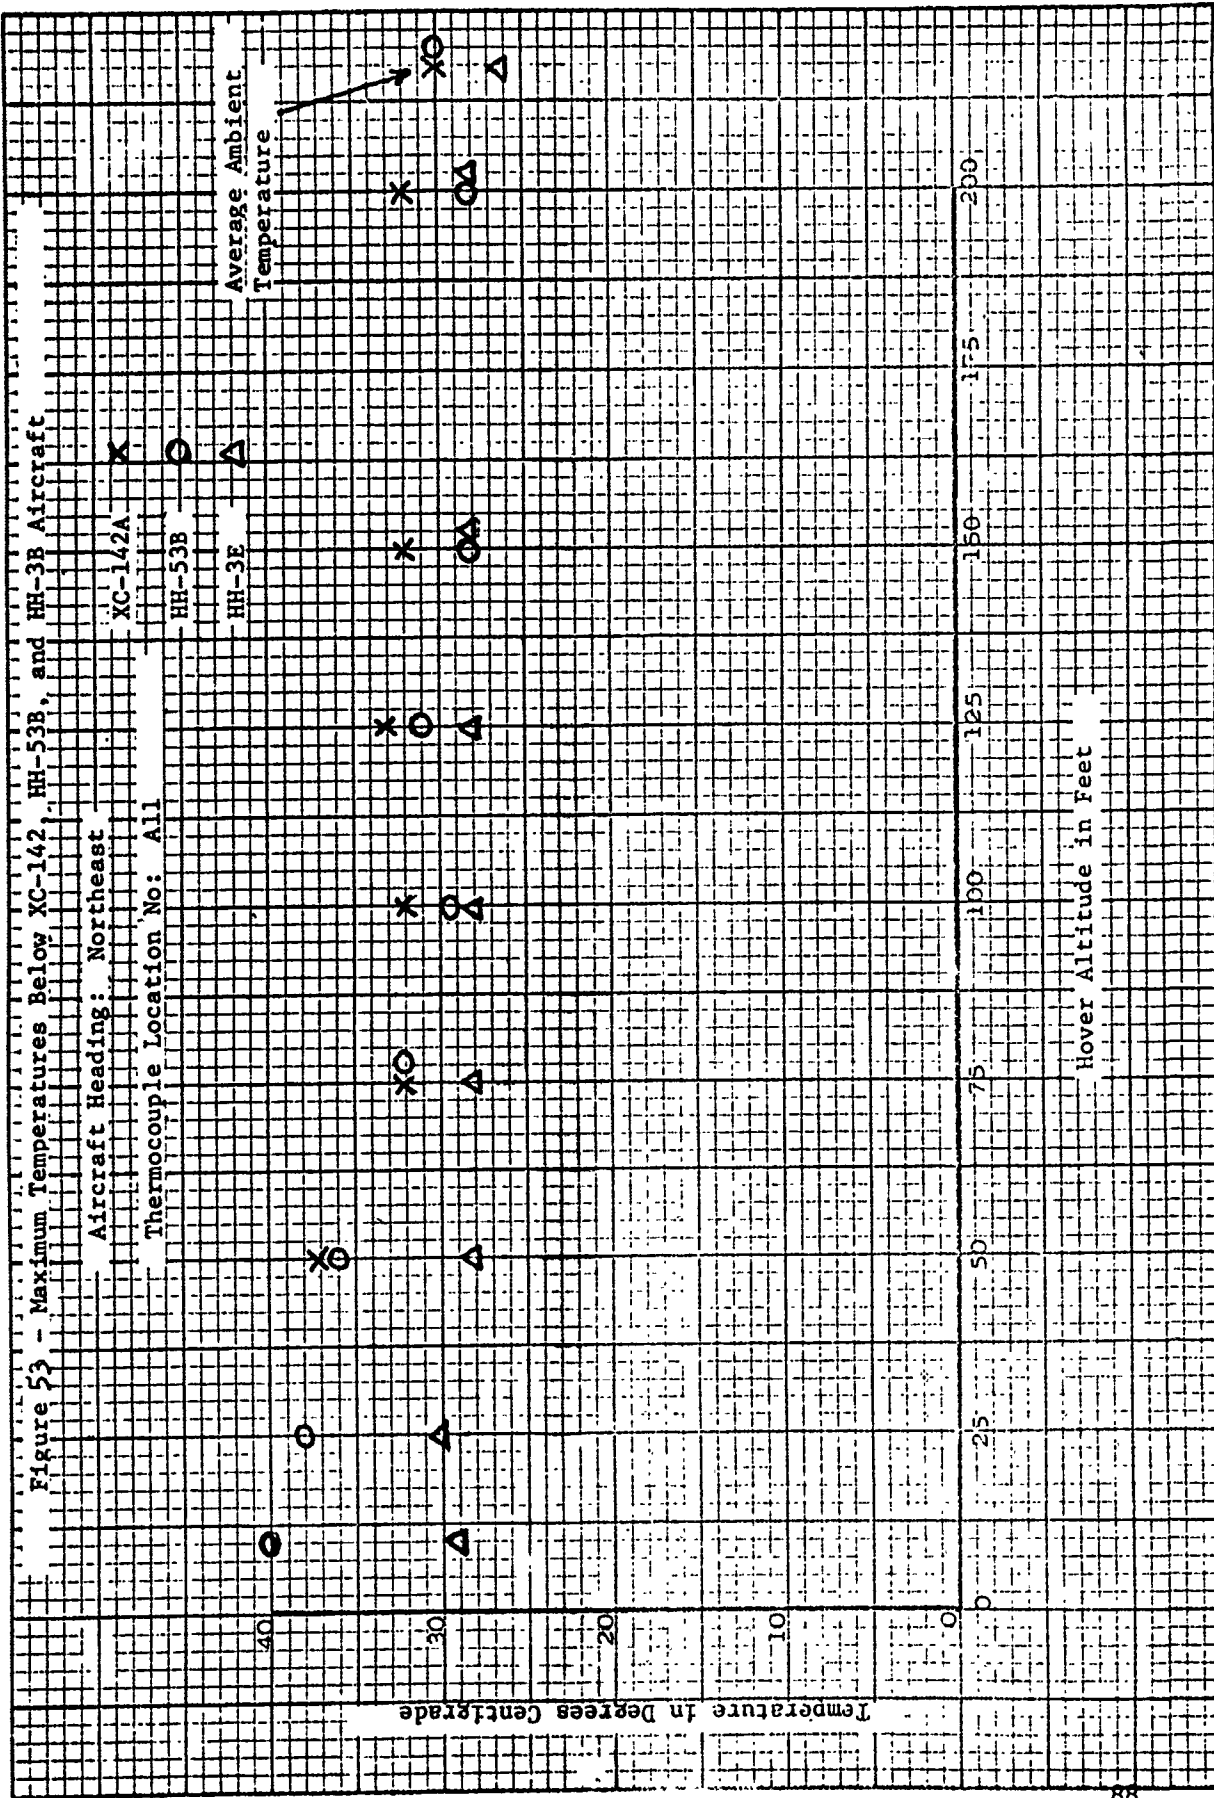 Figure 53 - Maximum Temperatures Below XC-142, HH-53B, and HH-3B Aircraft
Aircraft Heading: Northeast
Thermocouple Location No: All
XC-142A X
HH-53B O
HH-3E Δ
Average Ambient
Temperature
Temperature in Degrees Centigrade
40
30
20
10
0
0 25 50 75 100 125 150 175 200
Hover Altitude in Feet
88